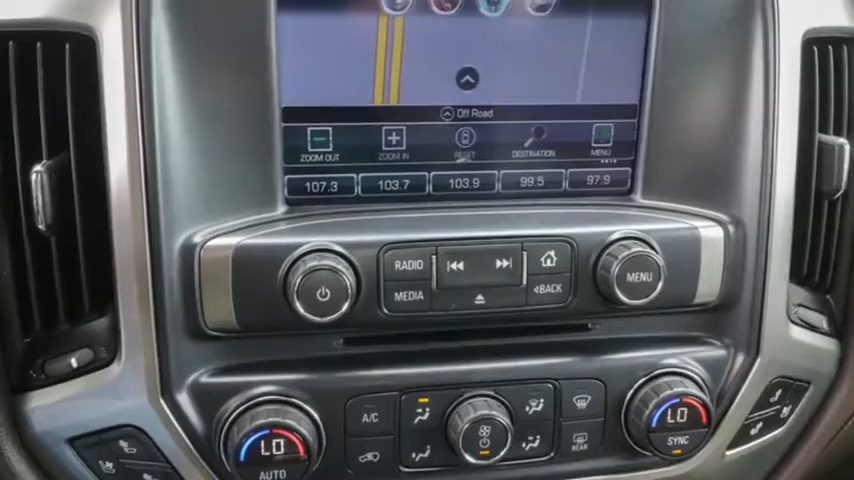 Off Road
ZOOM OUT ZOOM IN RESET DESTINATION MENU
107.3 103.7 103.9 99.5 97.9
RADIO
MEDIA
BACK
MENU
A/C
REAR
LO
AUTO
LO
SYNC